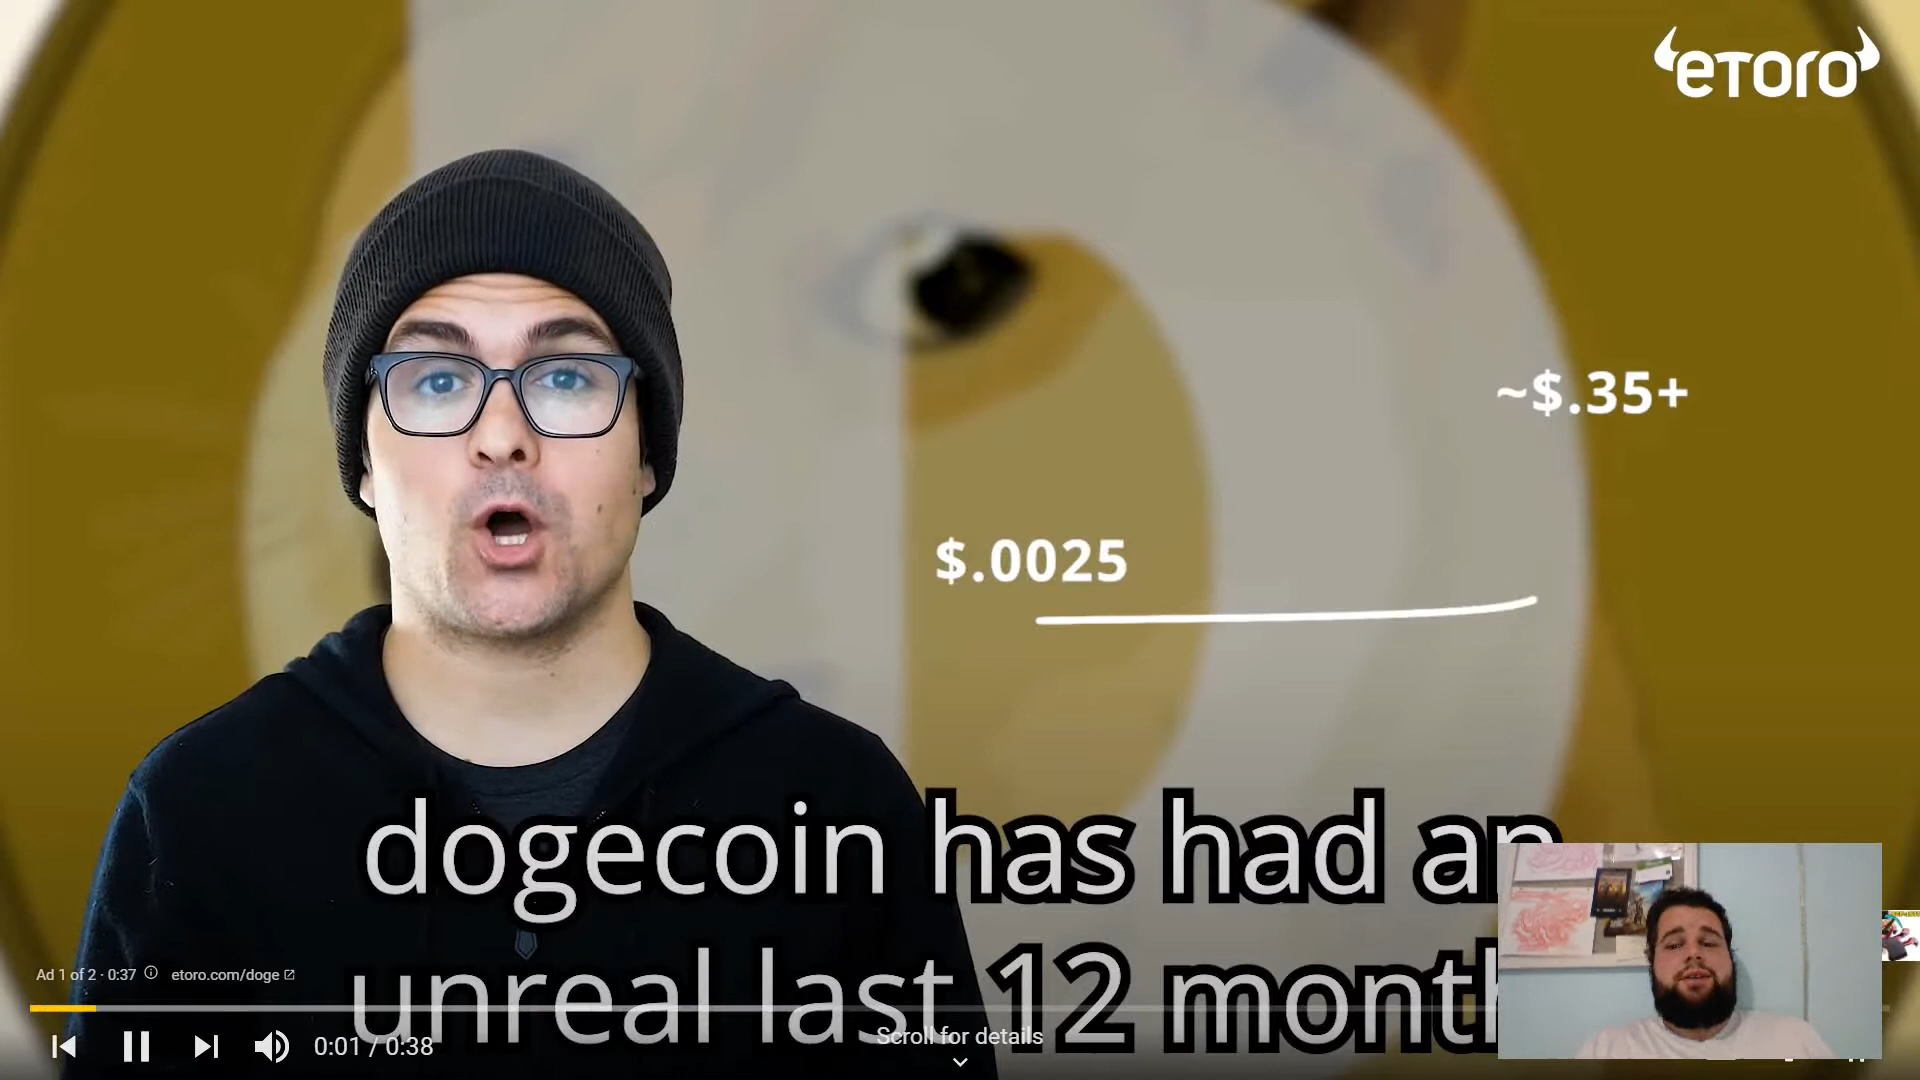 eToro
~$.35+
$.0025
dogecoin has had an
unreal last 12 month
Ad 1 of 2 · 0:37 etoro.com/doge
Scroll for details
0:01 / 0:38